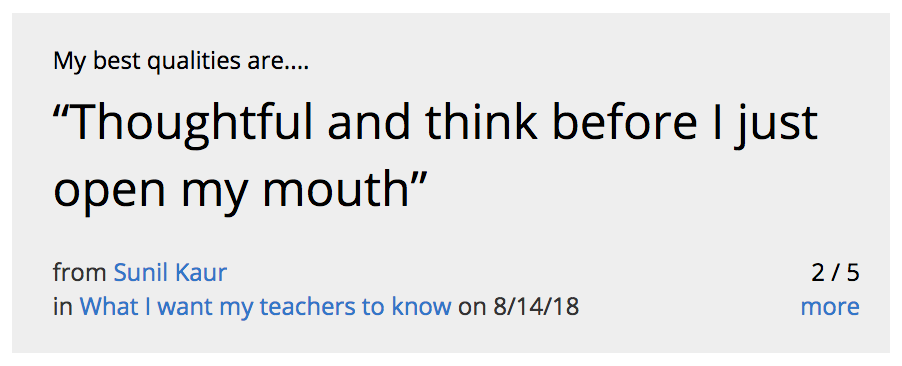 My best qualities are....
“Thoughtful and think before I just
open my mouth”
from Sunil Kaur
2 / 5
in What I want my teachers to know on 8/14/18
more